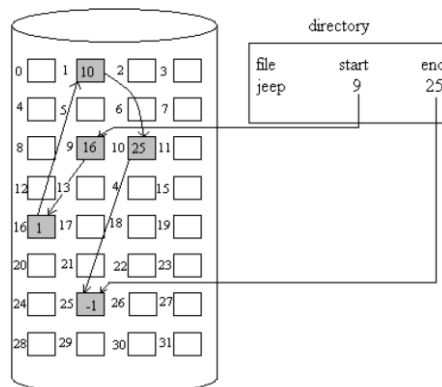 directory
file start end
jeep 9 25
0 1 10 2 3
4 5 6 7
8 9 16 10 25 11
12 13 4 15
16 1 17 18 19
20 21 22 23
24 25 -1 26 27
28 29 30 31